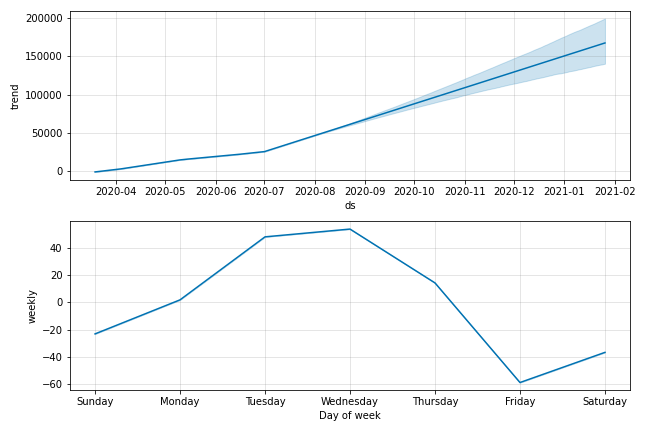 200000
150000
100000
50000
0
trend
2020-04 2020-05 2020-06 2020-07 2020-08 2020-09 2020-10 2020-11 2020-12 2021-01 2021-02
ds
40
20
0
−20
−40
−60
weekly
Sunday Monday Tuesday Wednesday Thursday Friday Saturday
Day of week